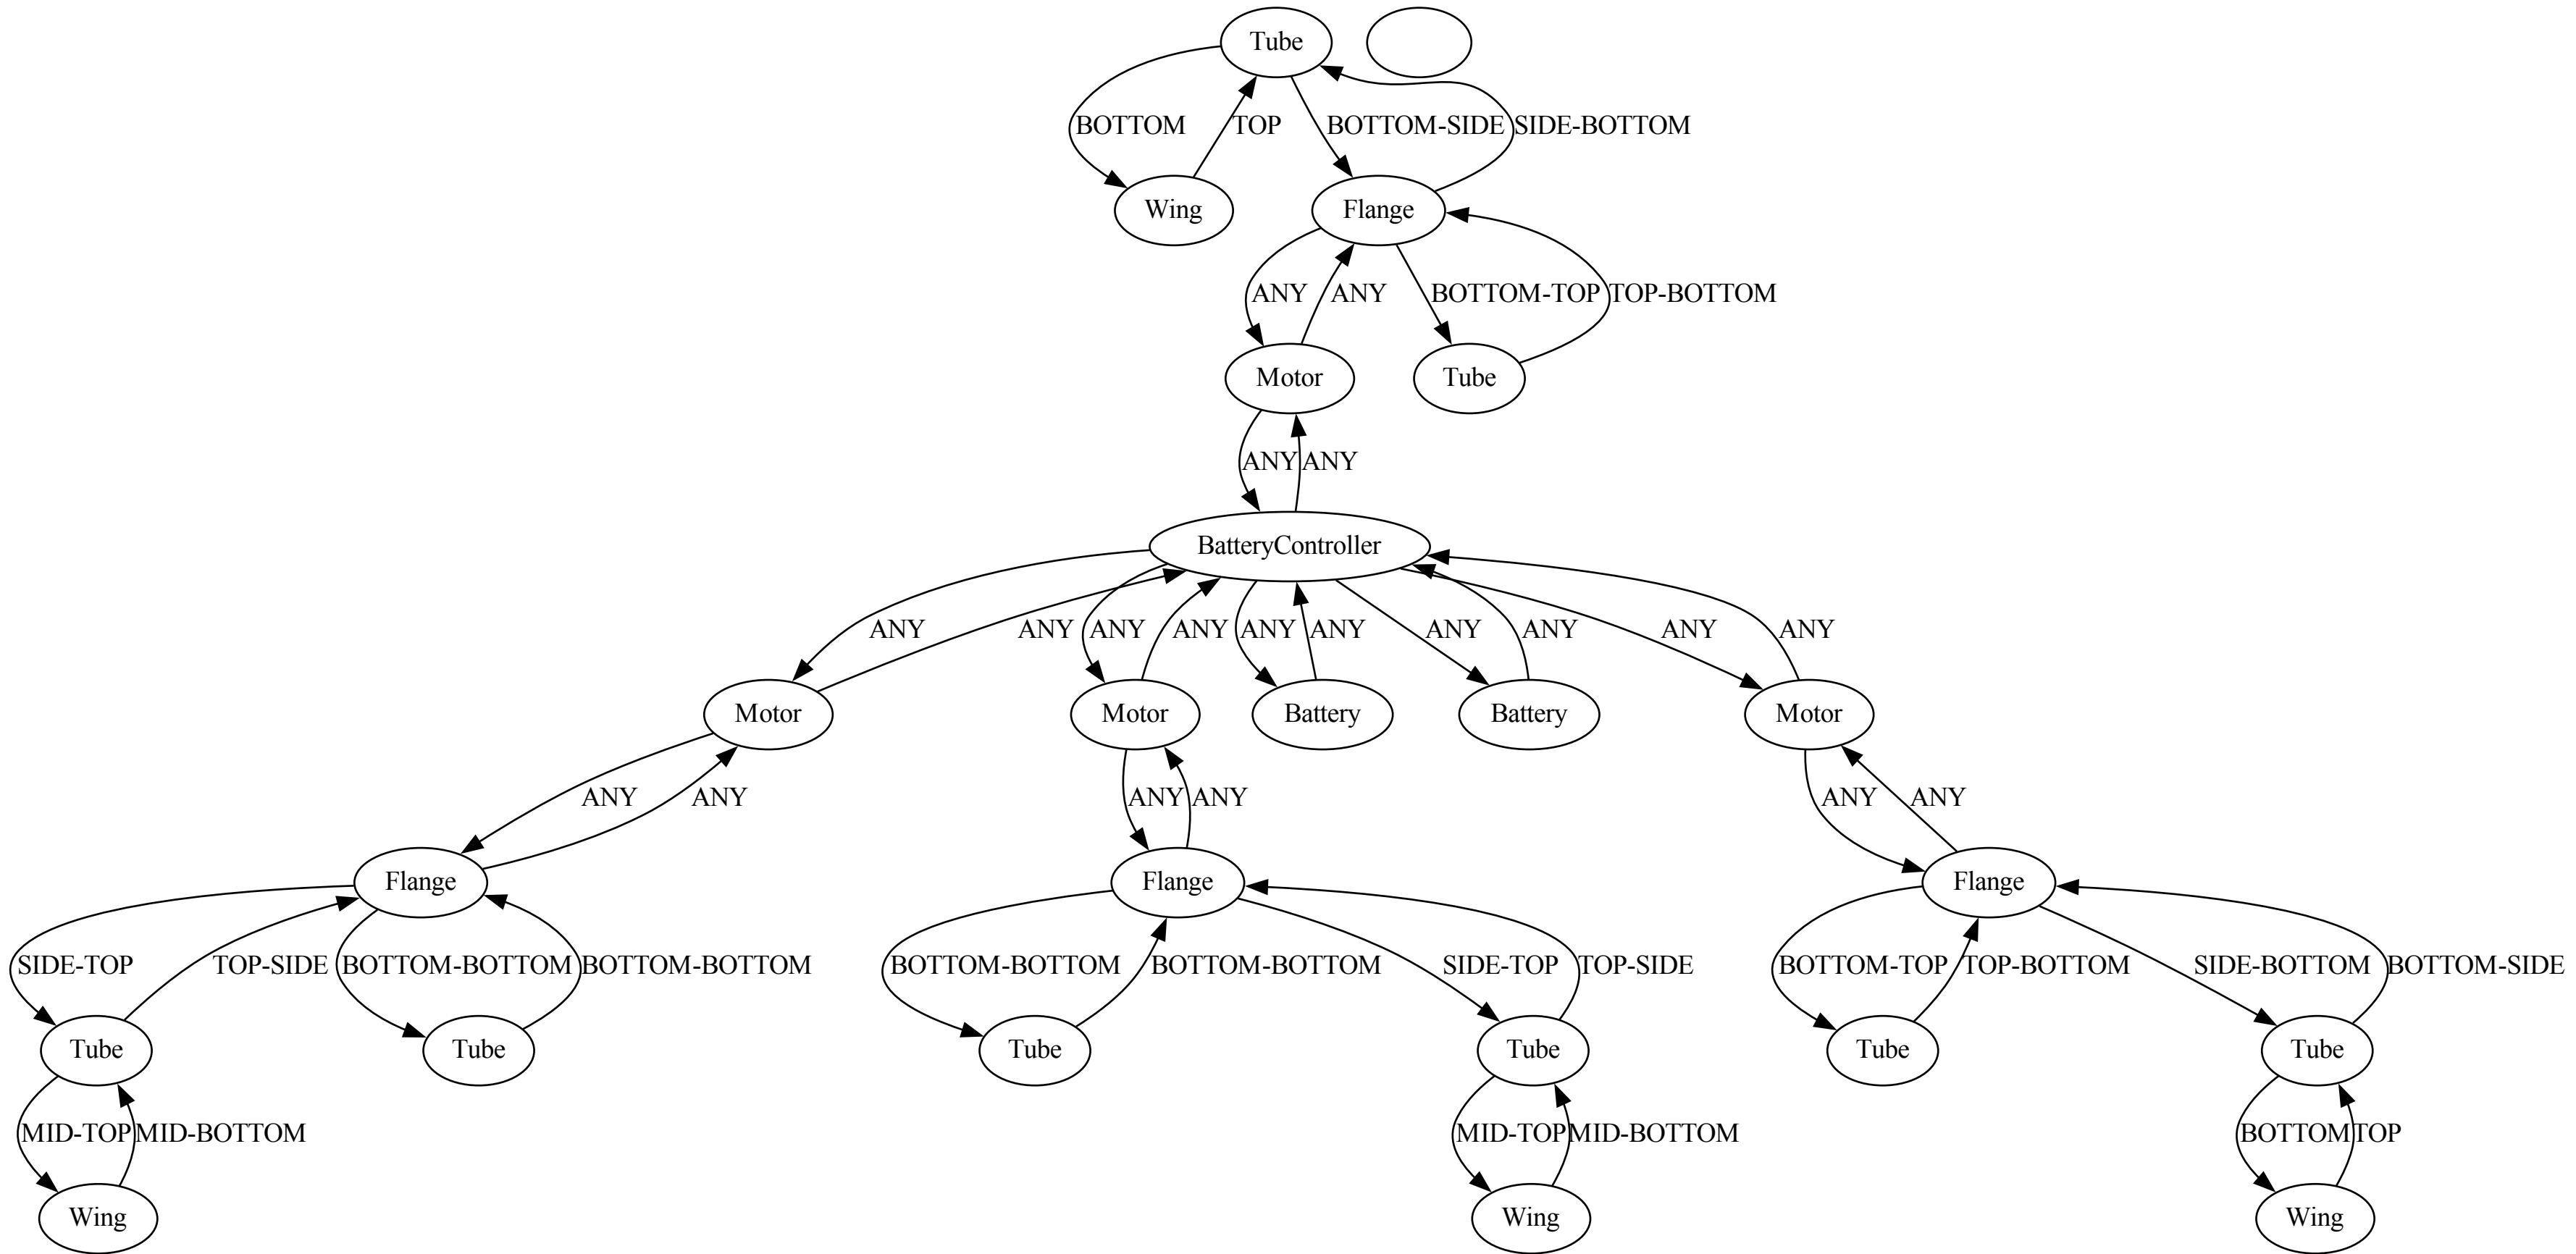 Tube
BOTTOM
TOP
BOTTOM-SIDE
SIDE-BOTTOM
Wing
Flange
ANY
ANY
BOTTOM-TOP
TOP-BOTTOM
Motor
Tube
ANY
ANY
BatteryController
ANY
ANY
ANY
ANY
ANY
ANY
ANY
ANY
ANY
ANY
Motor
Motor
Battery
Battery
Motor
ANY
ANY
ANY
ANY
ANY
ANY
Flange
Flange
Flange
SIDE-TOP
TOP-SIDE
BOTTOM-BOTTOM
BOTTOM-BOTTOM
BOTTOM-BOTTOM
BOTTOM-BOTTOM
SIDE-TOP
TOP-SIDE
BOTTOM-TOP
TOP-BOTTOM
SIDE-BOTTOM
BOTTOM-SIDE
Tube
Tube
Tube
Tube
Tube
Tube
MID-TOP
MID-BOTTOM
MID-TOP
MID-BOTTOM
BOTTOM
TOP
Wing
Wing
Wing